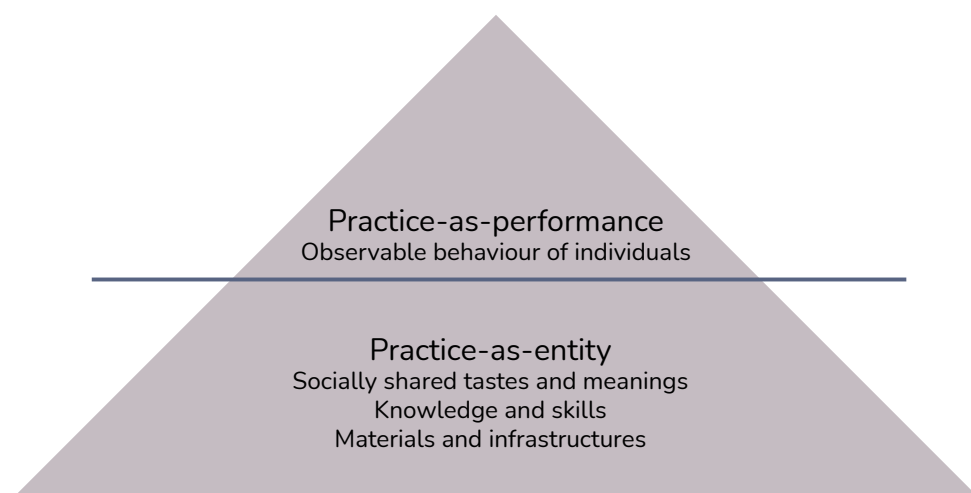 Practice-as-performance
Observable behaviour of individuals
Practice-as-entity
Socially shared tastes and meanings
Knowledge and skills
Materials and infrastructures